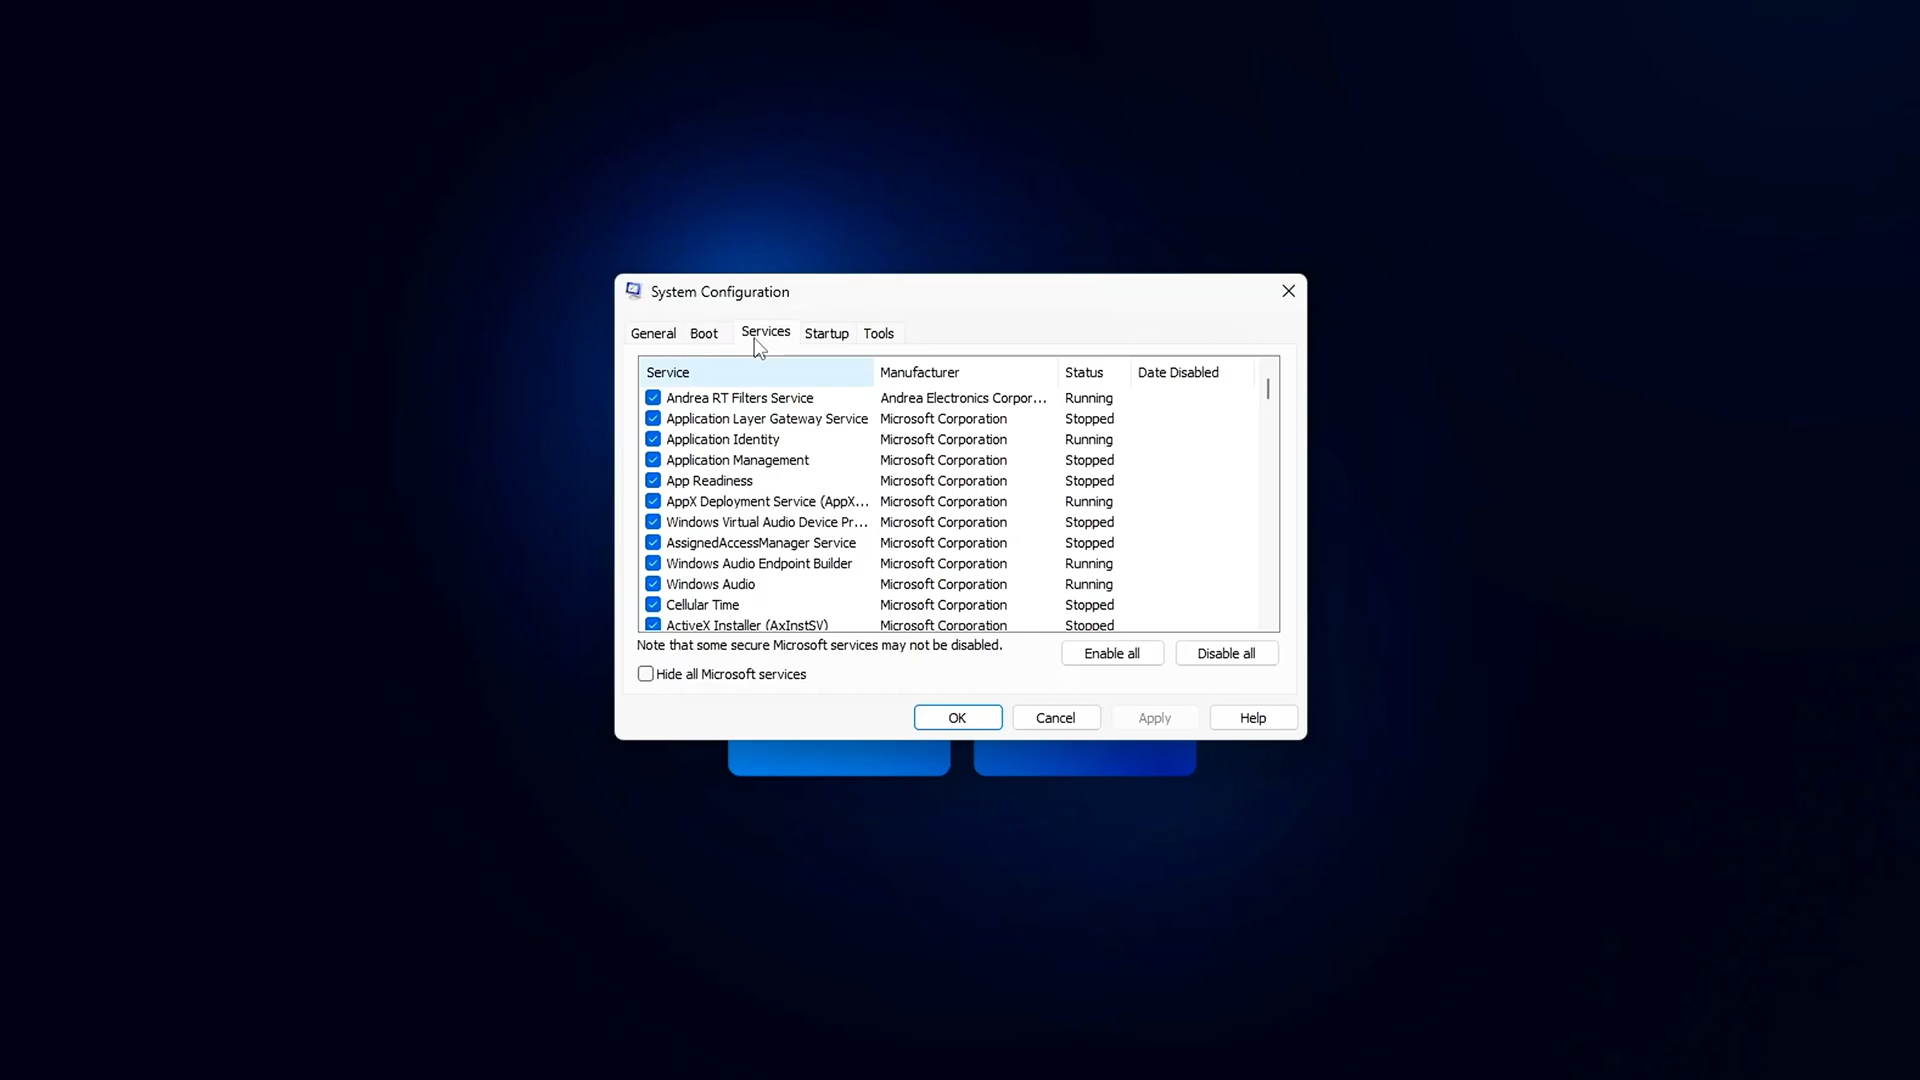 System Configuration
General Boot Services Startup Tools
Service Manufacturer Status Date Disabled
Andrea RT Filters Service Andrea Electronics Corpor... Running
Application Layer Gateway Service Microsoft Corporation Stopped
Application Identity Microsoft Corporation Running
Application Management Microsoft Corporation Stopped
App Readiness Microsoft Corporation Stopped
AppX Deployment Service (AppX... Microsoft Corporation Running
Windows Virtual Audio Device Pr... Microsoft Corporation Stopped
AssignedAccessManager Service Microsoft Corporation Stopped
Windows Audio Endpoint Builder Microsoft Corporation Running
Windows Audio Microsoft Corporation Running
Cellular Time Microsoft Corporation Stopped
ActiveX Installer (AxInstSV) Microsoft Corporation Stopped
Note that some secure Microsoft services may not be disabled.
Enable all Disable all
Hide all Microsoft services
OK Cancel Apply Help